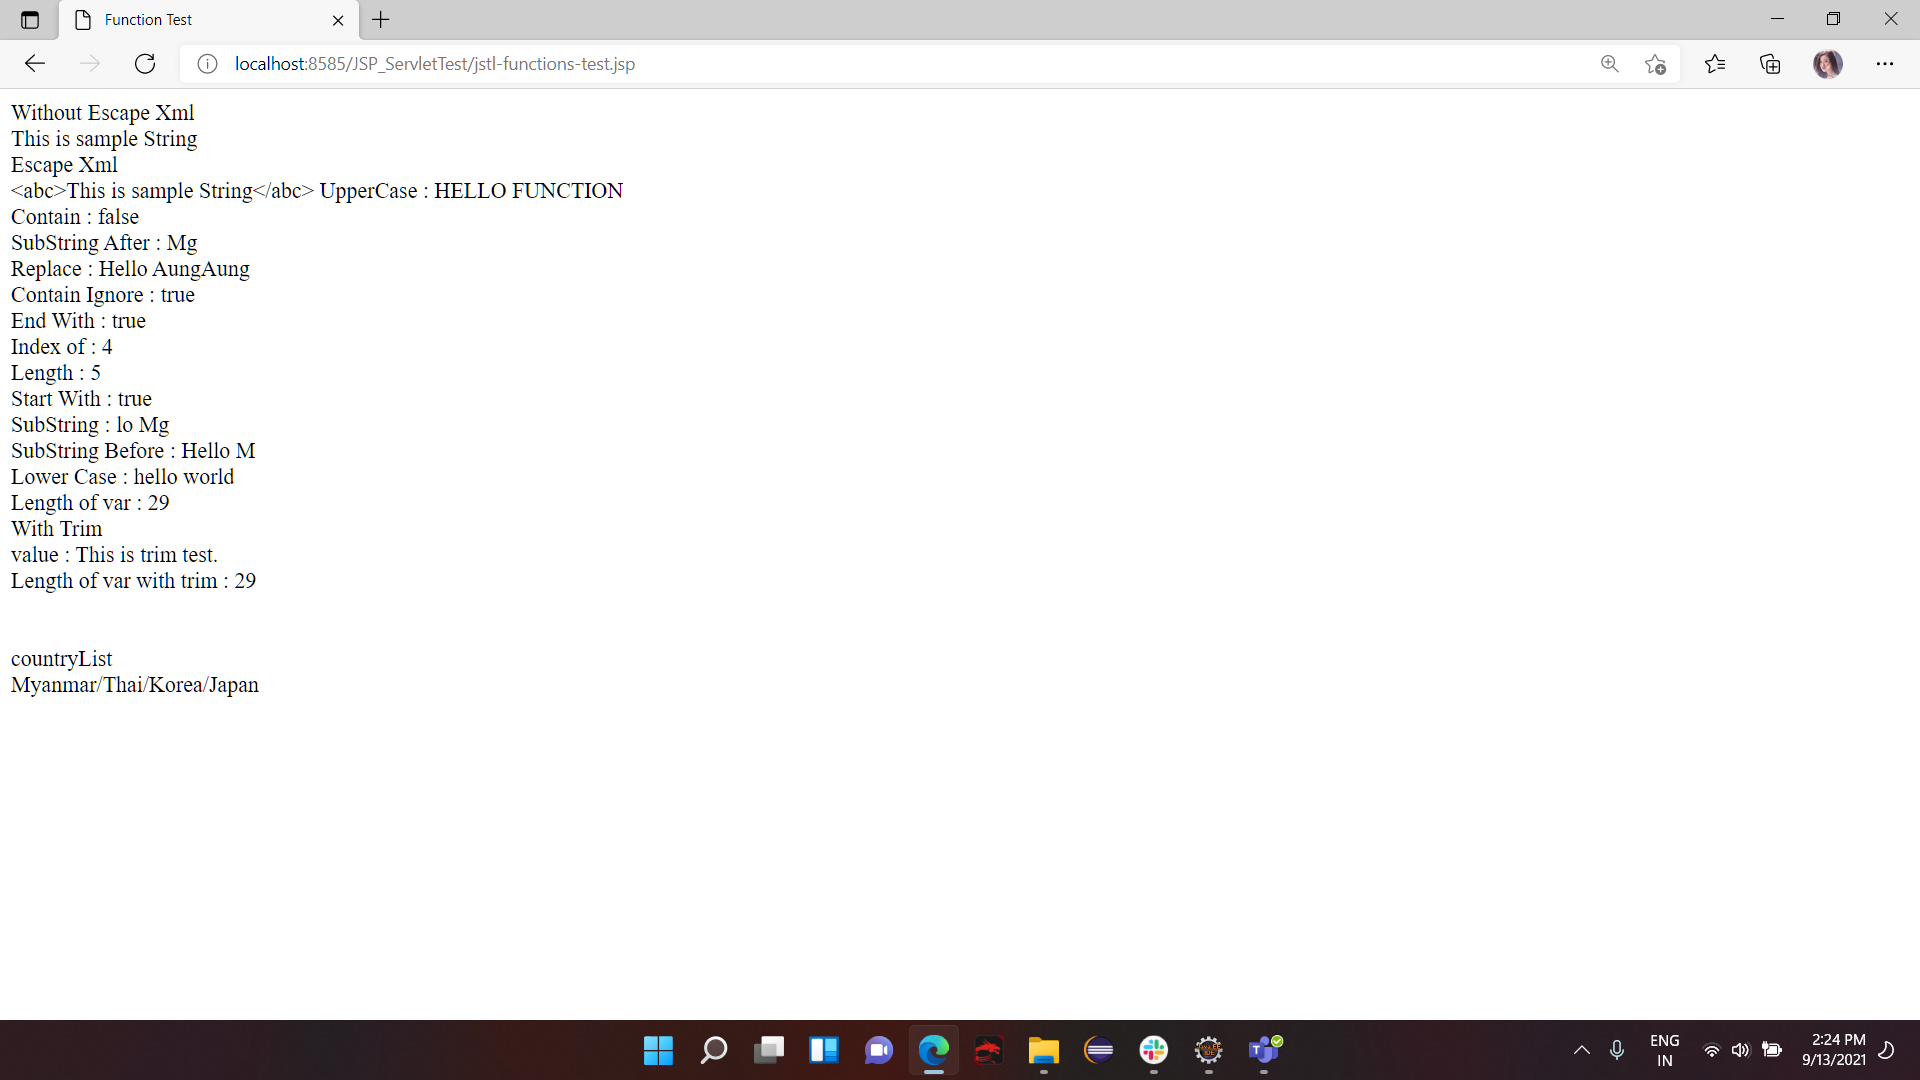 Function Test
localhost:8585/JSP_ServletTest/jstl-functions-test.jsp
Without Escape Xml
This is sample String
Escape Xml
<abc>This is sample String</abc> UpperCase : HELLO FUNCTION
Contain : false
SubString After : Mg
Replace : Hello AungAung
Contain Ignore : true
End With : true
Index of : 4
Length : 5
Start With : true
SubString : lo Mg
SubString Before : Hello M
Lower Case : hello world
Length of var : 29
With Trim
value : This is trim test.
Length of var with trim : 29
countryList
Myanmar/Thai/Korea/Japan
ENG
IN
2:24 PM
9/13/2021